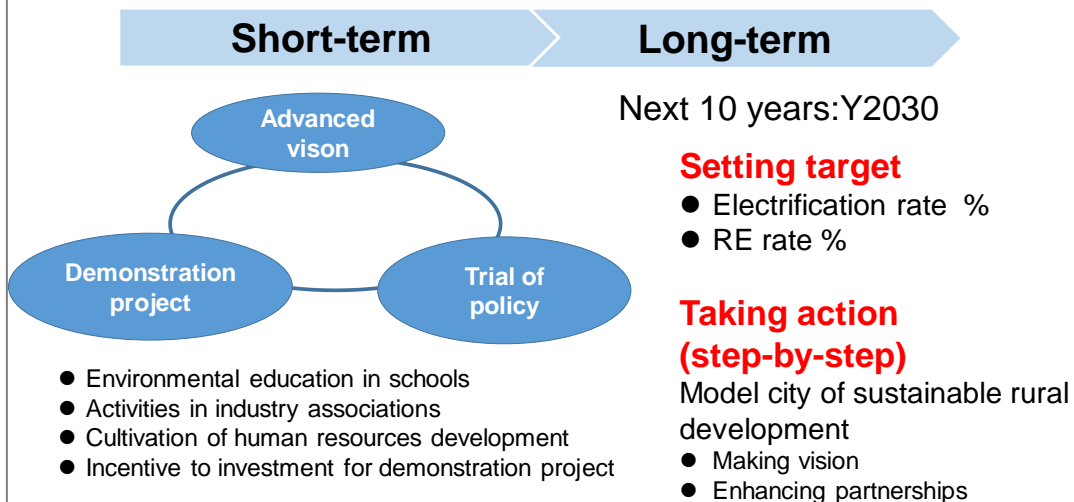 Short-term
Long-term
Advanced
vison
Demonstration
project
Trial of
policy
● Environmental education in schools
● Activities in industry associations
● Cultivation of human resources development
● Incentive to investment for demonstration project
Next 10 years:Y2030
Setting target
● Electrification rate %
● RE rate %
Taking action
(step-by-step)
Model city of sustainable rural
development
● Making vision
● Enhancing partnerships